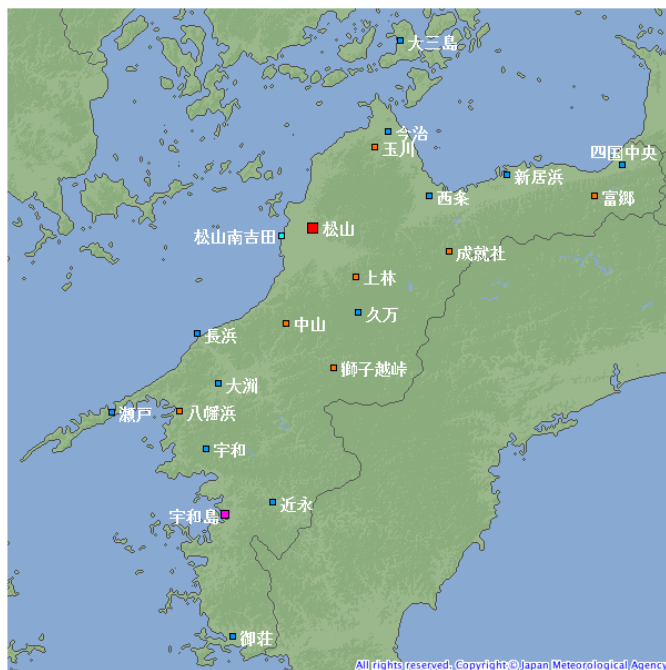 大三島
今治
玉川
四国中央
新居浜
西条
富郷
松山
松山南吉田
成就社
上林
久万
中山
長浜
獅子越峠
大洲
瀬戸
八幡浜
宇和
近永
宇和島
御荘
All rights reserved. Copyright © Japan Meteorological Agency